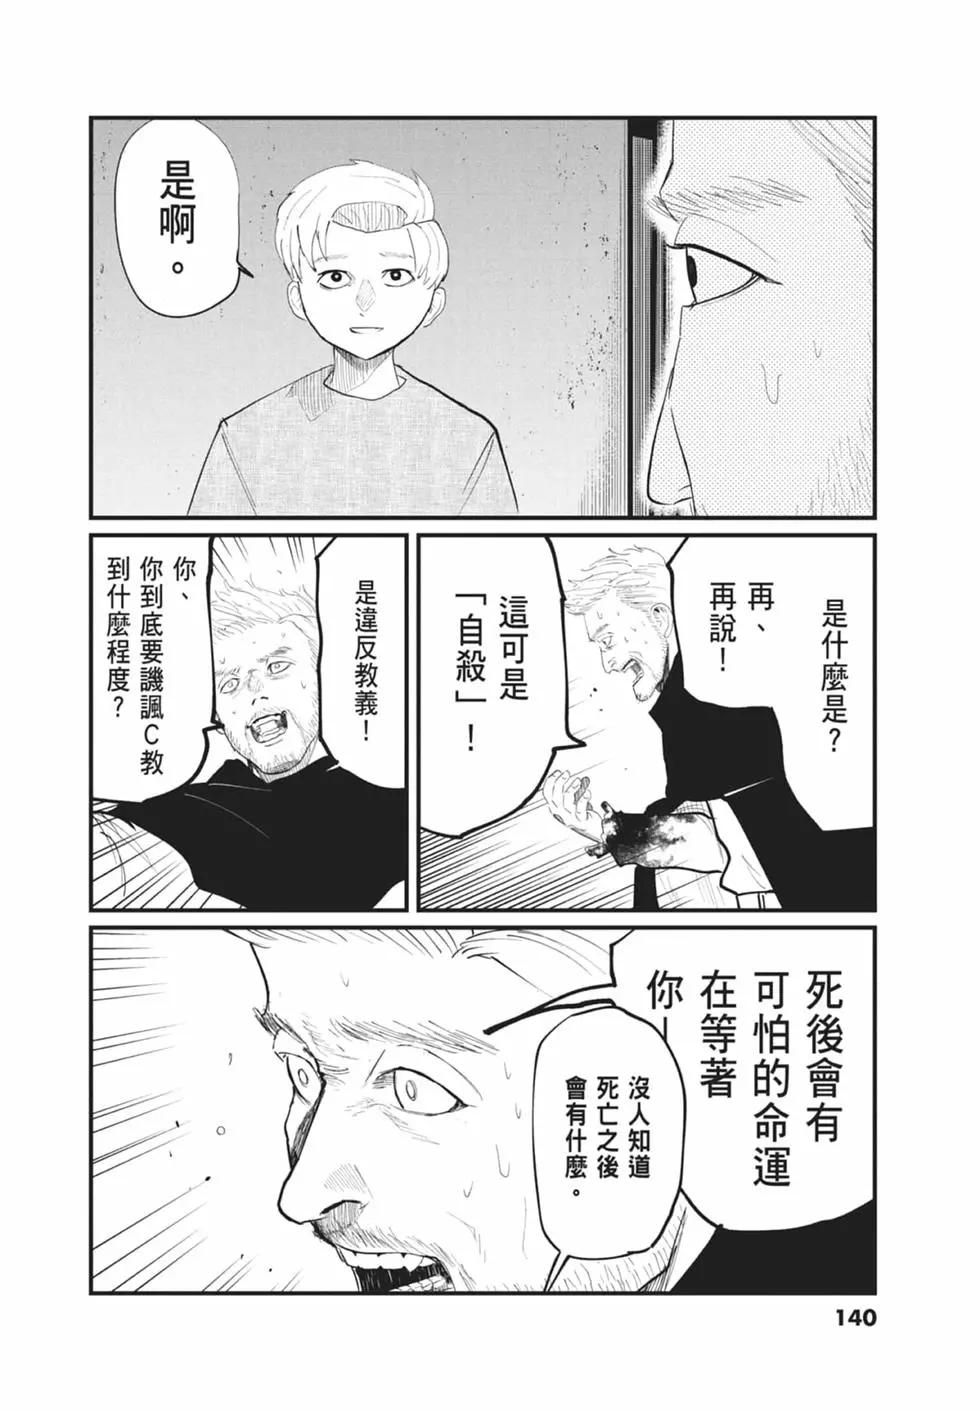 是啊。
是什麼是？
再、
再說！
這可是
「自殺」！
是違反教義！
你、
你到底要譏諷C教
到什麼程度？
死後會有
可怕的命運
在等著
你—
沒人知道
死亡之後
會有什麼。
140